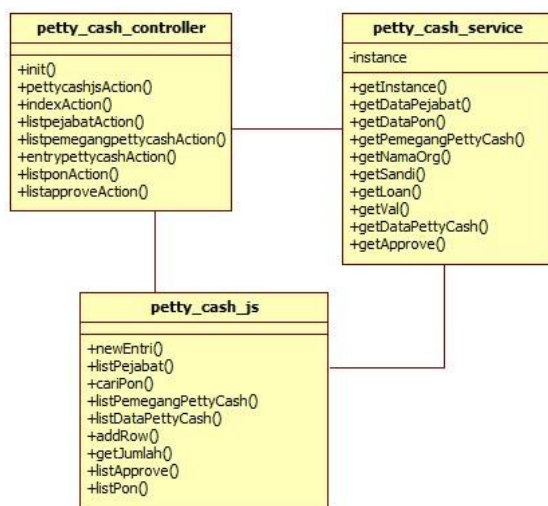 petty_cash_controller
+init()
+pettycashjsAction()
+indexAction()
+listpejabatAction()
+listpemegangpettycashAction()
+entrypettycashAction()
+listponAction()
+listapproveAction()
petty_cash_service
-instance
+getInstance()
+getDataPejabat()
+getDataPon()
+getPemegangPettyCash()
+getNamaOrg()
+getSandi()
+getLoan()
+getVal()
+getDataPettyCash()
+getApprove()
petty_cash_js
+newEntri()
+listPejabat()
+cariPon()
+listPemegangPettyCash()
+listDataPettyCash()
+addRow()
+getJumlah()
+listApprove()
+listPon()